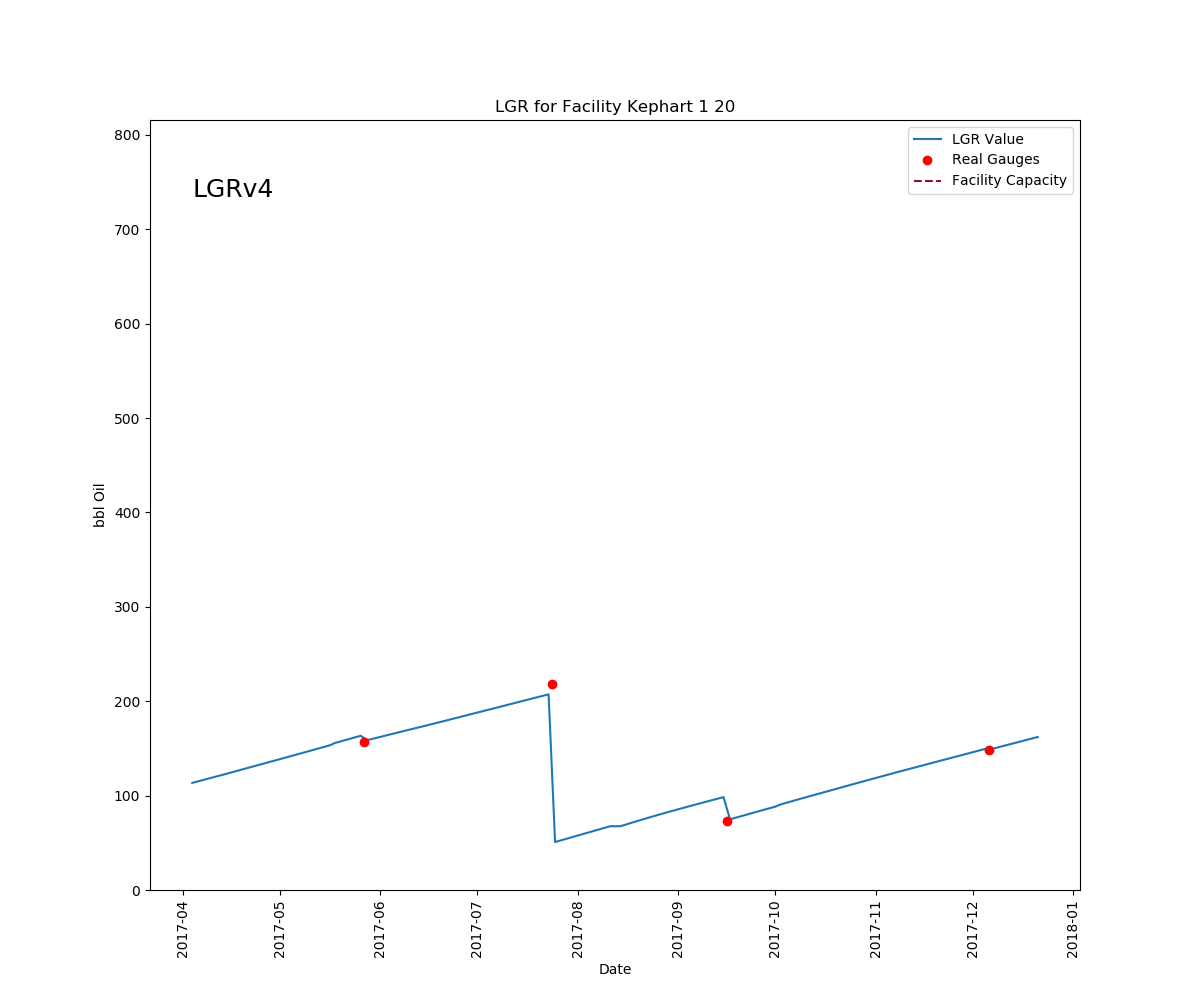 LGR for Facility Kephart 1 20
800
700
600
500
400
300
200
100
0
bbl Oil
LGRv4
LGR Value
Real Gauges
Facility Capacity
2017-04
2017-05
2017-06
2017-07
2017-08
2017-09
2017-10
2017-11
2017-12
2018-01
Date